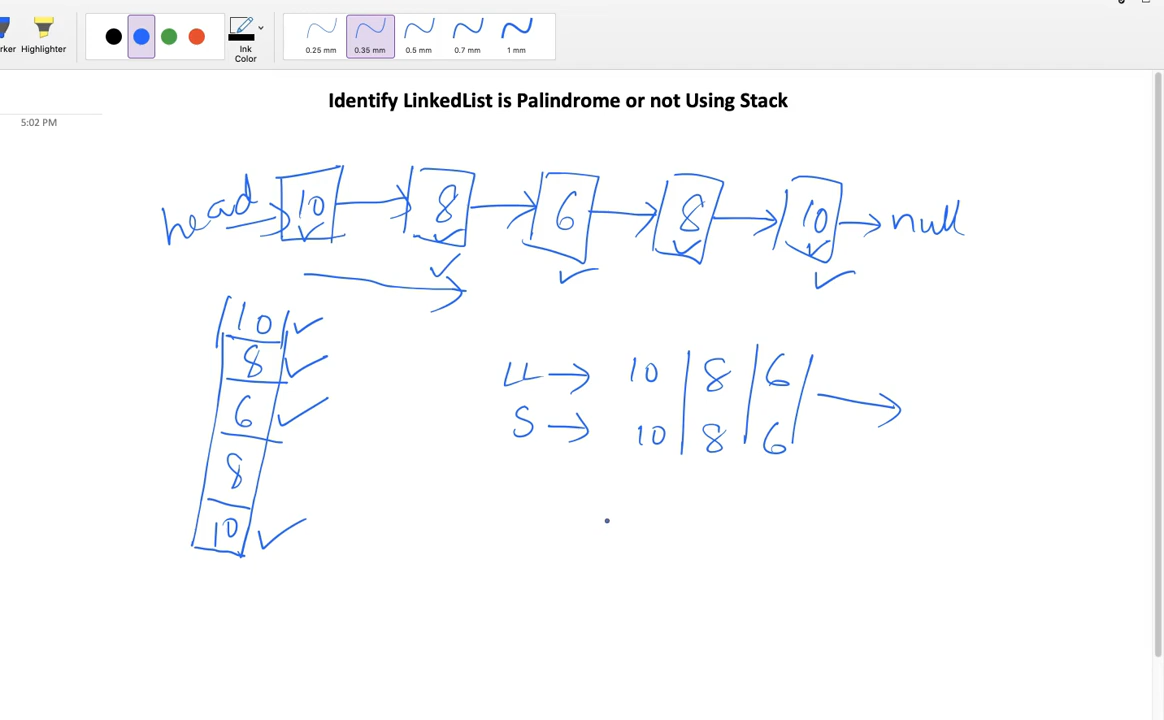 Highlighter
Ink
Color
0.25 mm
0.35 mm
0.5 mm
0.7 mm
1 mm
Identify LinkedList is Palindrome or not Using Stack
5:02 PM
head 10 8 6 8 10 null
10
8
6
8
10
LL → 10 8 6
S → 10 8 6